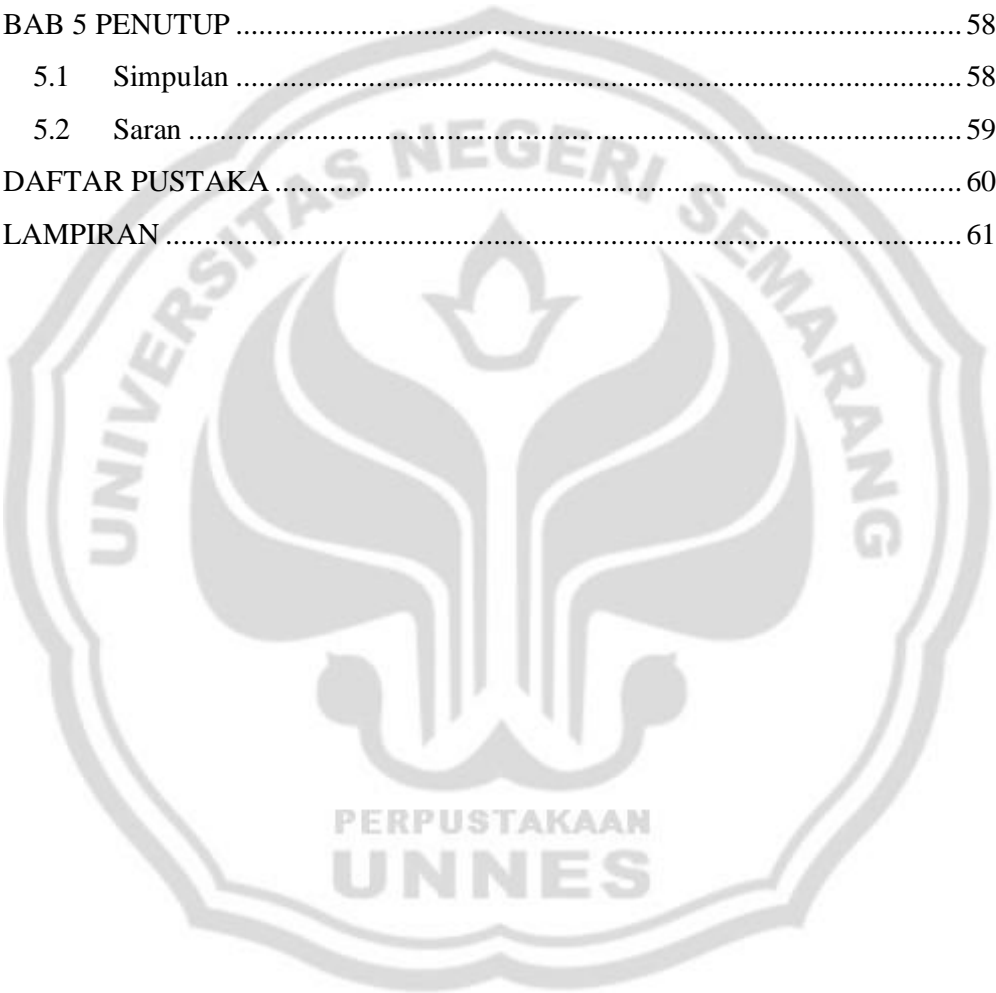 BAB 5 PENUTUP .......................................................................................... 58
5.1 Simpulan .......................................................................................... 58
5.2 Saran .......................................................................................... 59
DAFTAR PUSTAKA .......................................................................................... 60
LAMPIRAN .......................................................................................... 61
UNIVERSITAS NEGERI SEMARANG
PERPUSTAKAAN
UNNES